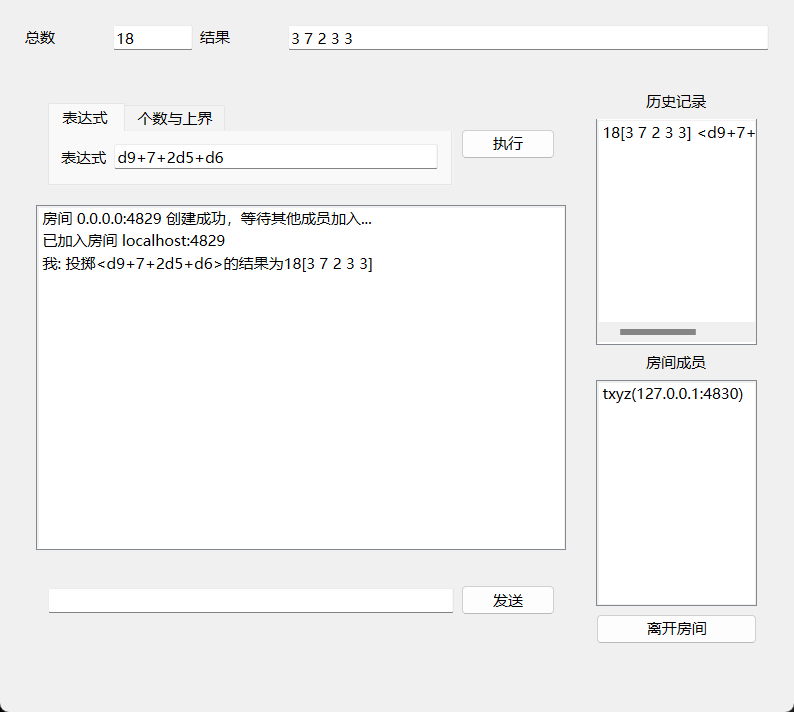 总数 18 结果 3 7 2 3 3
历史记录
表达式 个数与上界
18[3 7 2 3 3] <d9+7+
表达式 d9+7+2d5+d6 执行
房间 0.0.0.0:4829 创建成功，等待其他成员加入...
已加入房间 localhost:4829
我: 投掷<d9+7+2d5+d6>的结果为18[3 7 2 3 3]
房间成员
txyz(127.0.0.1:4830)
发送
离开房间